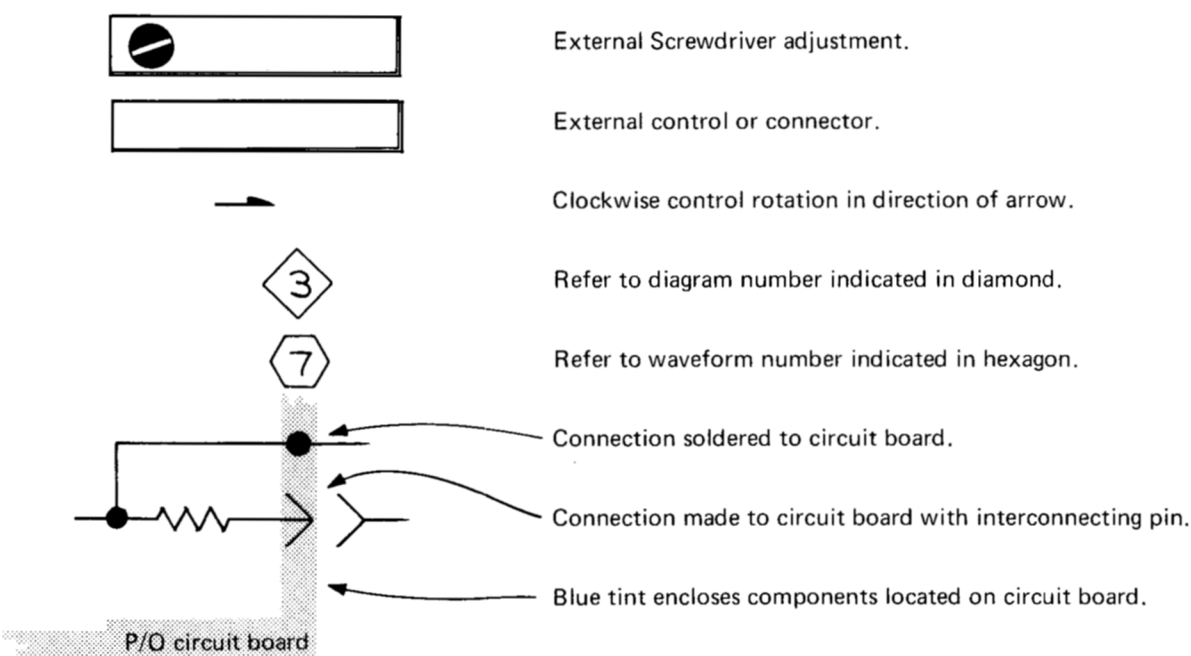 External Screwdriver adjustment.
External control or connector.
Clockwise control rotation in direction of arrow.
3
Refer to diagram number indicated in diamond.
7
Refer to waveform number indicated in hexagon.
Connection soldered to circuit board.
Connection made to circuit board with interconnecting pin.
Blue tint encloses components located on circuit board.
P/O circuit board